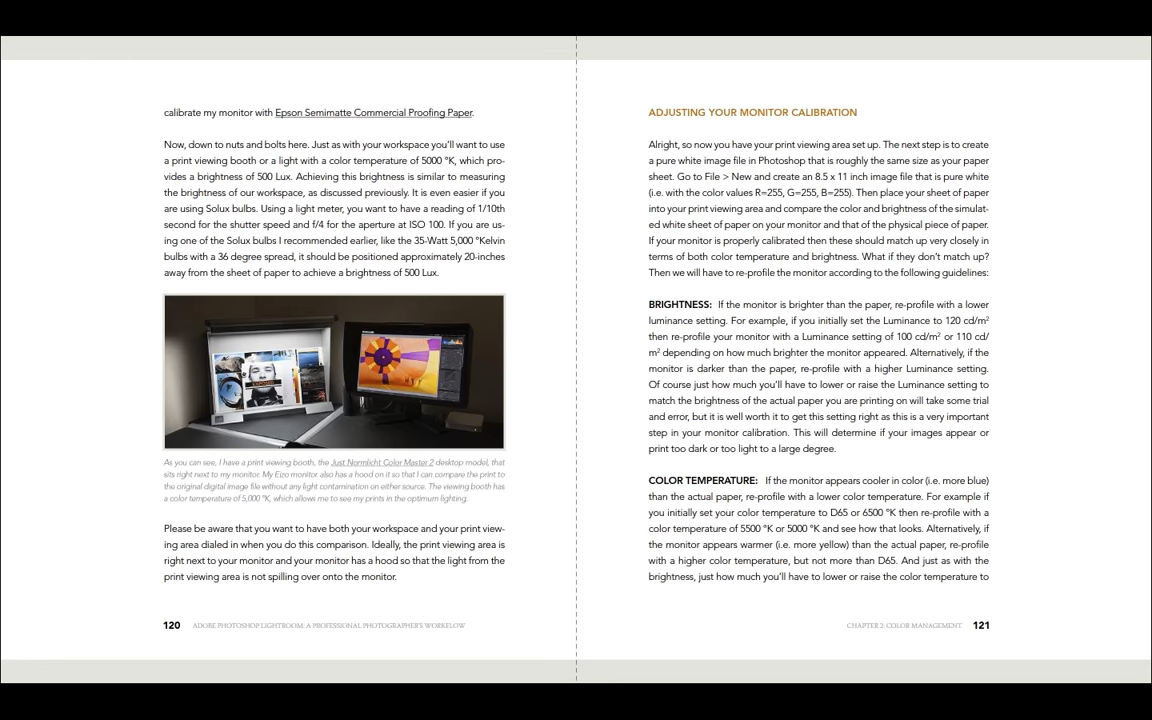 calibrate my monitor with Epson Semimatte Commercial Proofing Paper.
Now, down to nuts and bolts here. Just as with your workspace you'll want to use
a print viewing booth or a light with a color temperature of 5000 °K, which pro-
vides a brightness of 500 Lux. Achieving this brightness is similar to measuring
the brightness of our workspace, as discussed previously. It is even easier if you
are using Solux bulbs. Using a light meter, you want to have a reading of 1/10th
second for the shutter speed and f/4 for the aperture at ISO 100. If you are us-
ing one of the Solux bulbs I recommended earlier, like the 35-Watt 5,000 °Kelvin
bulbs with a 36 degree spread, it should be positioned approximately 20-inches
away from the sheet of paper to achieve a brightness of 500 Lux.
As you can see, I have a print viewing booth, the Just Normlicht Color Master 2 desktop model, that
sits right next to my monitor. My Eizo monitor also has a hood on it so that I can compare the print to
the original digital image file without any light contamination on either source. The viewing booth has
a color temperature of 5,000 °K, which allows me to see my prints in the optimum lighting.
Please be aware that you want to have both your workspace and your print view-
ing area dialed in when you do this comparison. Ideally, the print viewing area is
right next to your monitor and your monitor has a hood so that the light from the
print viewing area is not spilling over onto the monitor.
120 ADOBE PHOTOSHOP LIGHTROOM: A PROFESSIONAL PHOTOGRAPHER'S WORKFLOW
ADJUSTING YOUR MONITOR CALIBRATION
Alright, so now you have your print viewing area set up. The next step is to create
a pure white image file in Photoshop that is roughly the same size as your paper
sheet. Go to File > New and create an 8.5 x 11 inch image file that is pure white
(i.e. with the color values R=255, G=255, B=255). Then place your sheet of paper
into your print viewing area and compare the color and brightness of the simulat-
ed white sheet of paper on your monitor and that of the physical piece of paper.
If your monitor is properly calibrated then these should match up very closely in
terms of both color temperature and brightness. What if they don't match up?
Then we will have to re-profile the monitor according to the following guidelines:
BRIGHTNESS: If the monitor is brighter than the paper, re-profile with a lower
luminance setting. For example, if you initially set the Luminance to 120 cd/m²
then re-profile your monitor with a Luminance setting of 100 cd/m² or 110 cd/
m² depending on how much brighter the monitor appeared. Alternatively, if the
monitor is darker than the paper, re-profile with a higher Luminance setting.
Of course just how much you'll have to lower or raise the Luminance setting to
match the brightness of the actual paper you are printing on will take some trial
and error, but it is well worth it to get this setting right as this is a very important
step in your monitor calibration. This will determine if your images appear or
print too dark or too light to a large degree.
COLOR TEMPERATURE: If the monitor appears cooler in color (i.e. more blue)
than the actual paper, re-profile with a lower color temperature. For example if
you initially set your color temperature to D65 or 6500 °K then re-profile with a
color temperature of 5500 °K or 5000 °K and see how that looks. Alternatively, if
the monitor appears warmer (i.e. more yellow) than the actual paper, re-profile
with a higher color temperature, but not more than D65. And just as with the
brightness, just how much you'll have to lower or raise the color temperature to
CHAPTER 2: COLOR MANAGEMENT 121